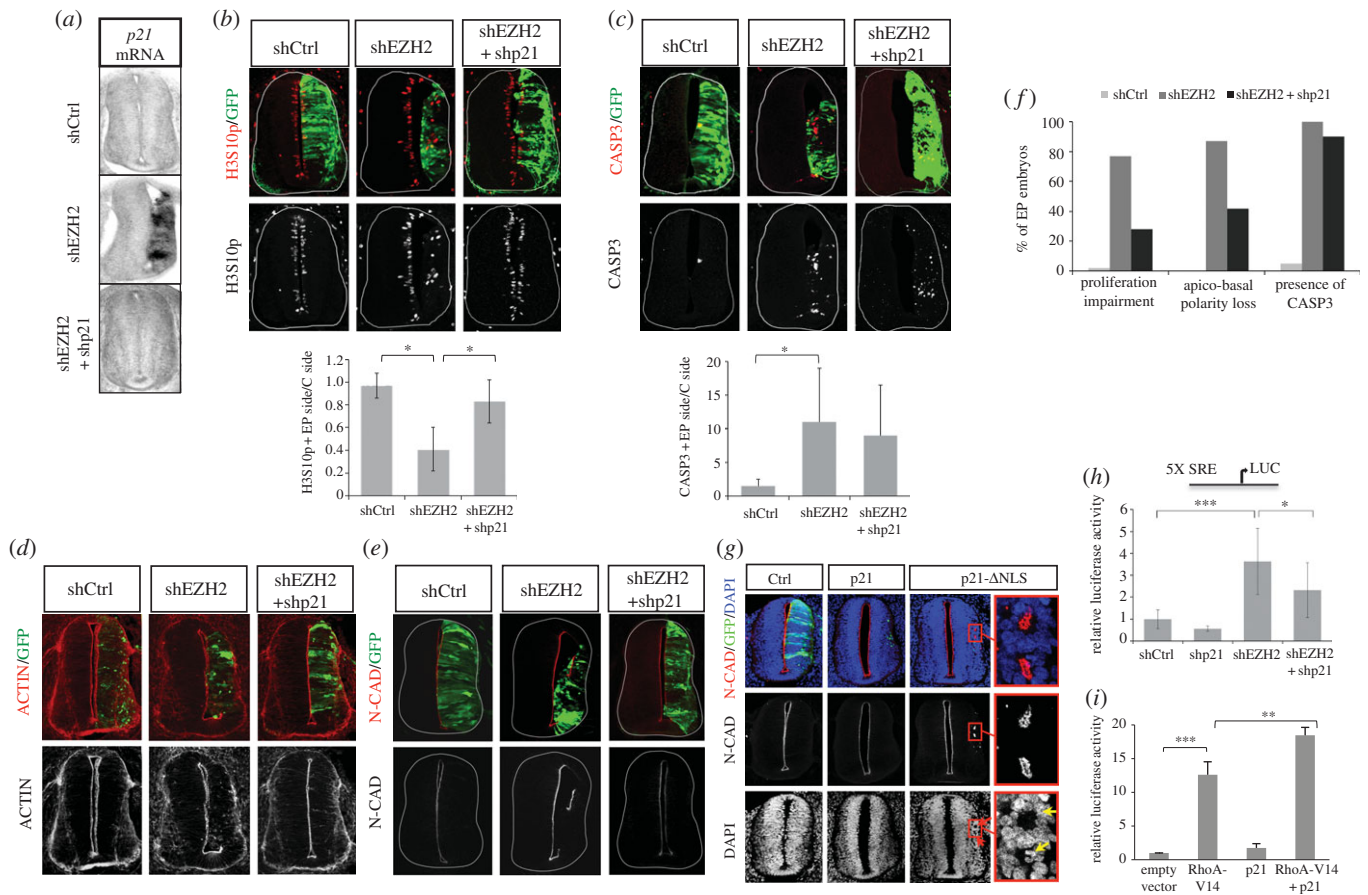 (a)
p21
mRNA
shCtrl
shEZH2
shEZH2
+ shp21
(b)
shCtrl
shEZH2
shEZH2
+ shp21
H3S10p/GFP
H3S10p
*
*
H3S10p + EP side/C side
1.2
1.0
0.8
0.6
0.4
0.2
0
shCtrl
shEZH2
shEZH2
+ shp21
(c)
shCtrl
shEZH2
shEZH2
+shp21
CASP3/GFP
CASP3
*
CASP3 + EP side/C side
20
15
10
5
0
shCtrl
shEZH2
shEZH2
+ shp21
(f)
shCtrl
shEZH2
shEZH2 + shp21
% of EP embryos
100
80
60
40
20
0
proliferation
impairment
apico-basal
polarity loss
presence of
CASP3
(d)
shCtrl
shEZH2
shEZH2
+shp21
ACTIN/GFP
ACTIN
(e)
shCtrl
shEZH2
shEZH2
+shp21
N-CAD/GFP
N-CAD
(g)
Ctrl
p21
p21-ΔNLS
N-CAD/GFP/DAPI
N-CAD
DAPI
(h)
5X SRE
LUC
***
*
relative luciferase activity
6
5
4
3
2
1
0
shCtrl
shp21
shEZH2
shEZH2
+ shp21
(i)
***
**
relative luciferase activity
20
15
10
5
0
empty
vector
RhoA-
V14
p21
RhoA-V14
+ p21